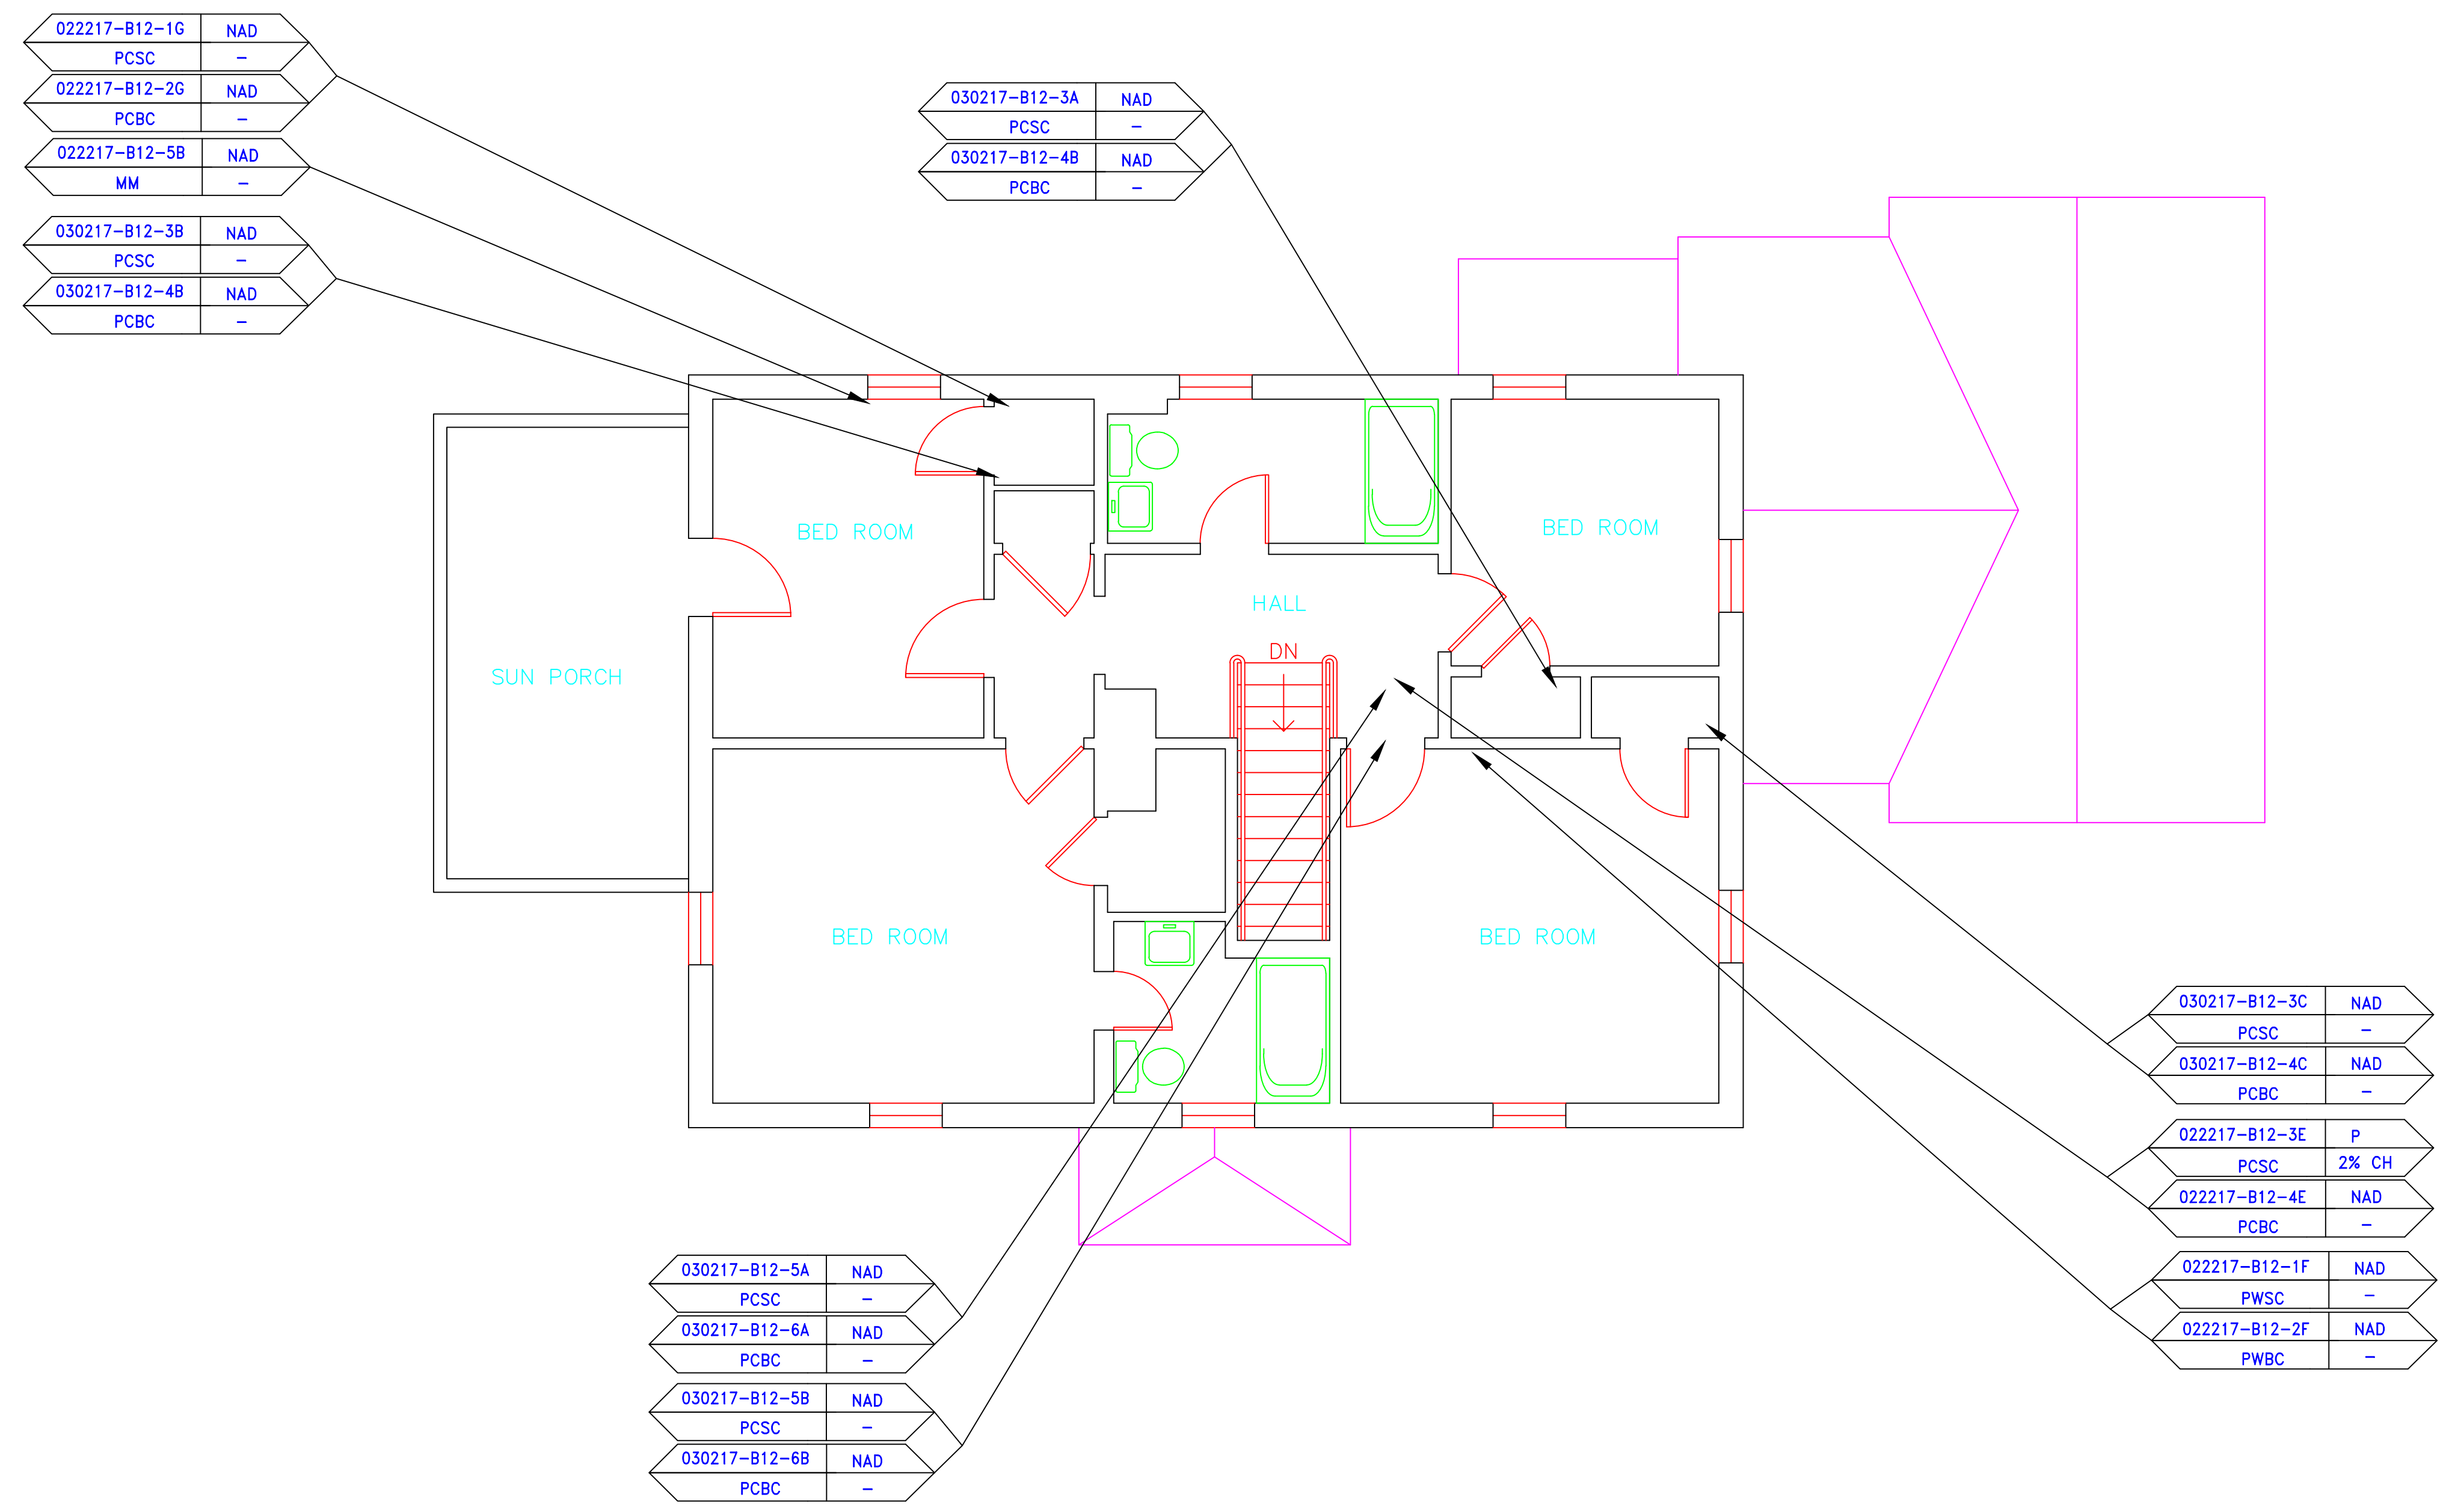 022217-B12-1G NAD
PCSC -
022217-B12-2G NAD
PCBC -
022217-B12-5B NAD
MM -
030217-B12-3B NAD
PCSC -
030217-B12-4B NAD
PCBC -
030217-B12-3A NAD
PCSC -
030217-B12-4B NAD
PCBC -
BED ROOM
BED ROOM
HALL
DN
SUN PORCH
BED ROOM
BED ROOM
030217-B12-3C NAD
PCSC -
030217-B12-4C NAD
PCBC -
022217-B12-3E P
PCSC 2% CH
022217-B12-4E NAD
PCBC -
022217-B12-1F NAD
PWSC -
022217-B12-2F NAD
PWBC -
030217-B12-5A NAD
PCSC -
030217-B12-6A NAD
PCBC -
030217-B12-5B NAD
PCSC -
030217-B12-6B NAD
PCBC -